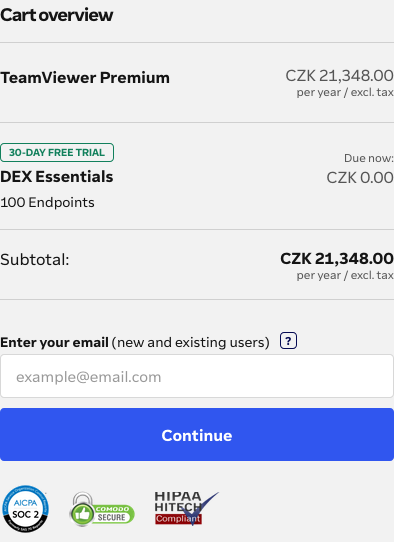 Cart overview
TeamViewer Premium
CZK 21,348.00
per year / excl. tax
30-DAY FREE TRIAL
Due now:
DEX Essentials
CZK 0.00
100 Endpoints
Subtotal:
CZK 21,348.00
per year / excl. tax
Enter your email (new and existing users) ?
example@email.com
Continue
AICPA
SOC 2
COMODO
SECURE
HIPAA
HITECH
Compliant